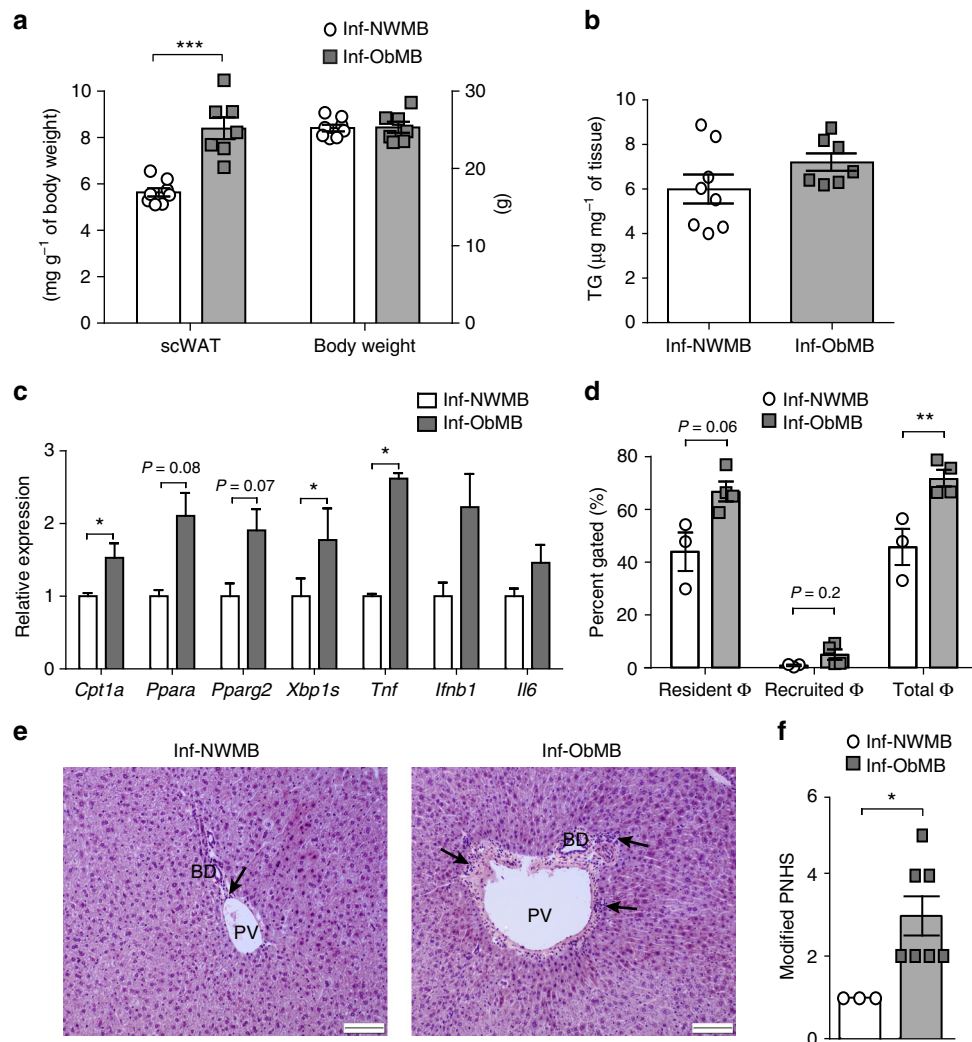 a
Inf-NWMB
Inf-ObMB
***
10
8
6
4
2
0
(mg g⁻¹ of body weight)
30
20
10
0
(g)
scWAT
Body weight
b
10
8
6
4
2
0
TG (µg mg⁻¹ of tissue)
Inf-NWMB
Inf-ObMB
c
Inf-NWMB
Inf-ObMB
3
2
1
0
Relative expression
*
P = 0.08
P = 0.07
*
*
Cpt1a
Ppara
Pparg2
Xbp1s
Tnf
Ifnb1
Il6
d
Inf-NWMB
Inf-ObMB
P = 0.06
P = 0.2
**
80
60
40
20
0
Percent gated (%)
Resident Φ
Recruited Φ
Total Φ
e
Inf-NWMB
Inf-ObMB
BD
PV
BD
PV
f
Inf-NWMB
Inf-ObMB
*
6
4
2
0
Modified PNHS